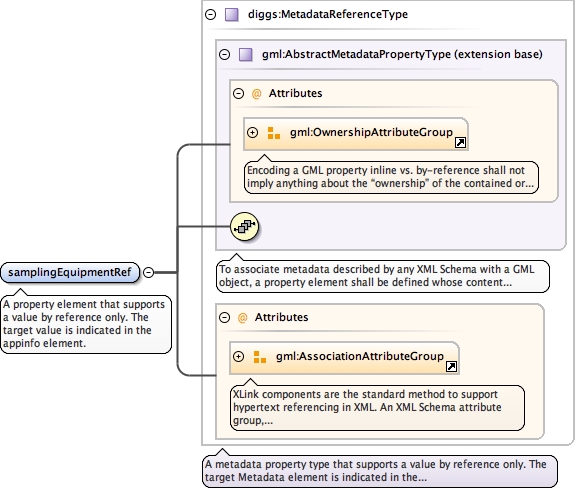 diggs:MetadataReferenceType
gml:AbstractMetadataPropertyType (extension base)
@ Attributes
gml:OwnershipAttributeGroup
Encoding a GML property inline vs. by-reference shall not
imply anything about the “ownership” of the contained or...
samplingEquipmentRef
A property element that supports
a value by reference only. The
target value is indicated in the
appinfo element.
To associate metadata described by any XML Schema with a GML
object, a property element shall be defined whose content...
@ Attributes
gml:AssociationAttributeGroup
XLink components are the standard method to support
hypertext referencing in XML. An XML Schema attribute
group,...
A metadata property type that supports a value by reference only. The
target Metadata element is indicated in the...